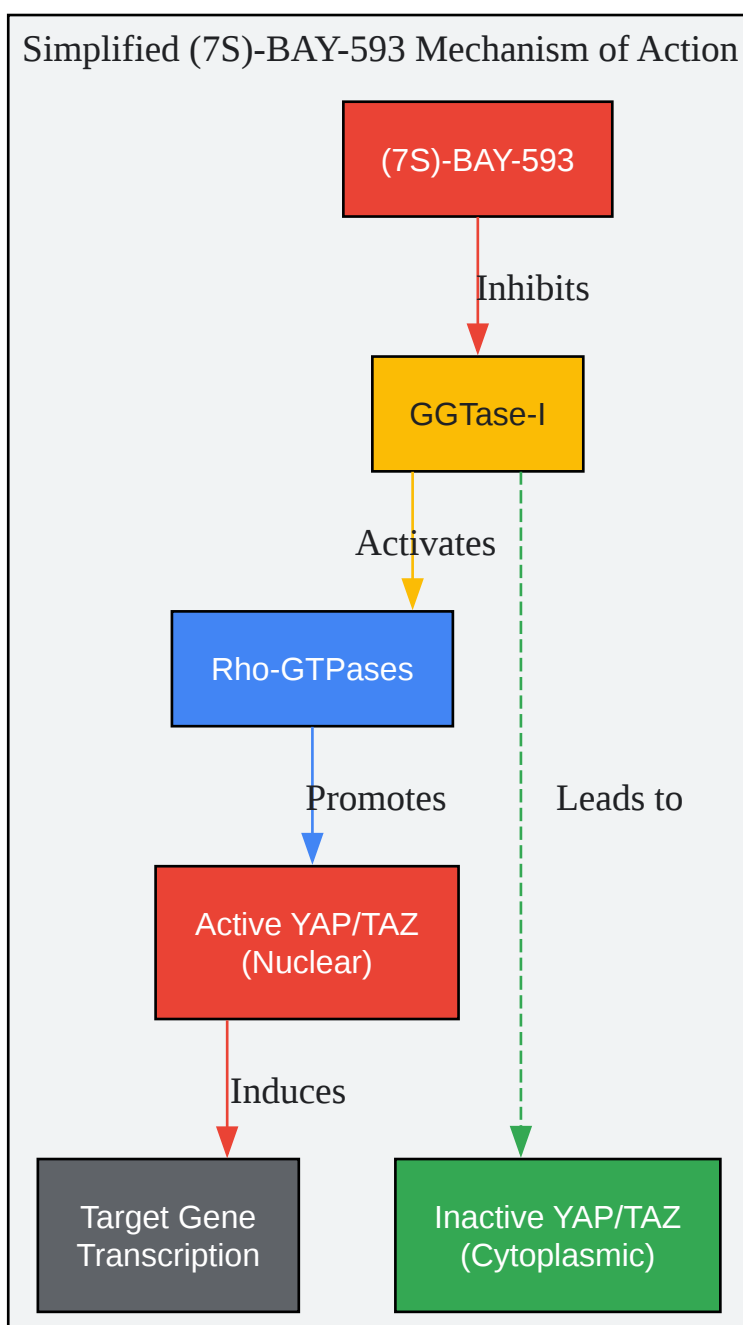 Simplified (7S)-BAY-593 Mechanism of Action
(7S)-BAY-593
Inhibits
GGTase-I
Activates
Rho-GTPases
Promotes
Leads to
Active YAP/TAZ
(Nuclear)
Induces
Target Gene
Transcription
Inactive YAP/TAZ
(Cytoplasmic)